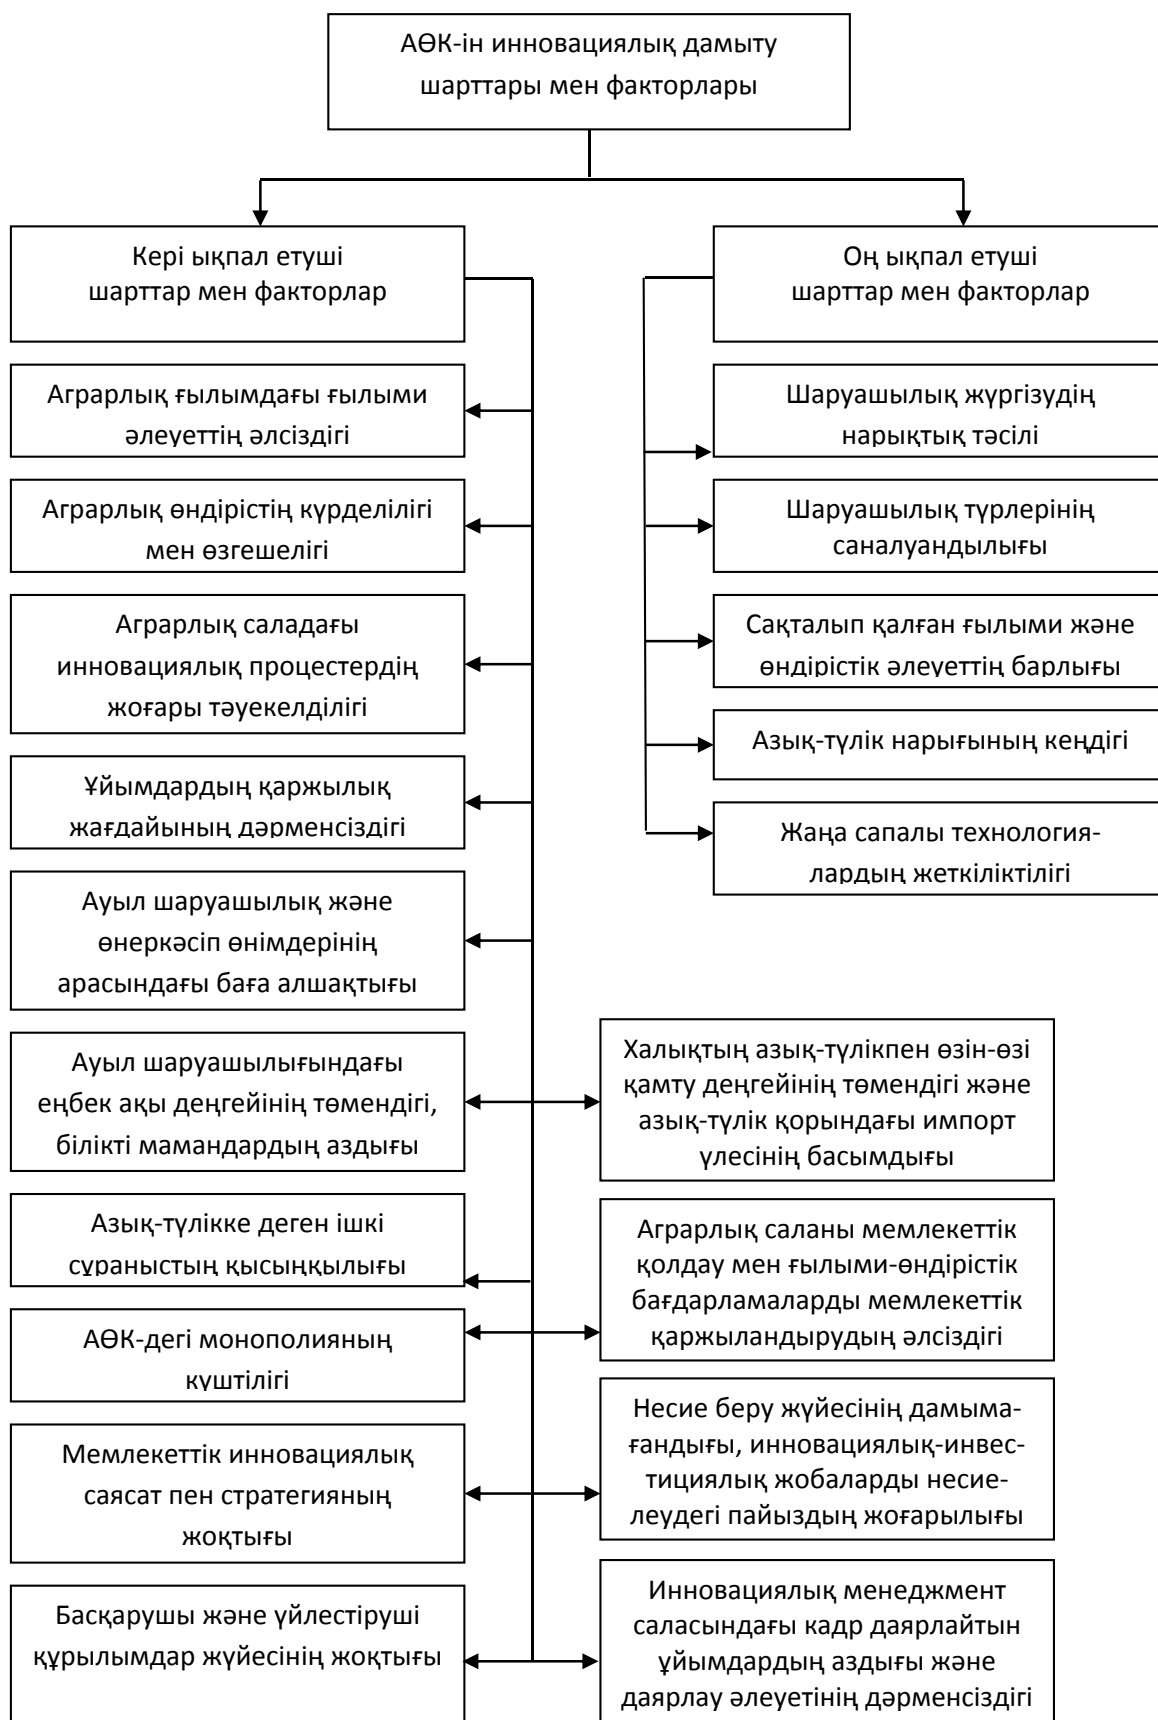 АӨК-ін инновациялық дамыту
шарттары мен факторлары
Кері ықпал етуші
шарттар мен факторлар
Аграрлық ғылымдағы ғылыми
әлеуеттің әлсіздігі
Аграрлық өндірістің күрделілігі
мен өзгешелігі
Аграрлық саладағы
инновациялық процестердің
жоғары тәуекелділігі
Ұйымдардың қаржылық
жағдайының дәрменсіздігі
Ауыл шаруашылық және
өнеркәсіп өнімдерінің
арасындағы баға алшақтығы
Ауыл шаруашылығындағы
еңбек ақы деңгейінің төмендігі,
білікті мамандардың аздығы
Азық-түлікке деген ішкі
сұраныстың қысыңқылығы
АӨК-дегі монополияның
күштілігі
Мемлекеттік инновациялық
саясат пен стратегияның
жоқтығы
Басқарушы және үйлестіруші
құрылымдар жүйесінің жоқтығы
Оң ықпал етуші
шарттар мен факторлар
Шаруашылық жүргізудің
нарықтық тәсілі
Шаруашылық түрлерінің
саналуандылығы
Сақталып қалған ғылыми және
өндірістік әлеуеттің барлығы
Азық-түлік нарығының кеңдігі
Жаңа сапалы технология-
лардың жеткіліктілігі
Халықтың азық-түлікпен өзін-өзі
қамту деңгейінің төмендігі және
азық-түлік қорындағы импорт
үлесінің басымдығы
Аграрлық саланы мемлекеттік
қолдау мен ғылыми-өндірістік
бағдарламаларды мемлекеттік
қаржыландырудың әлсіздігі
Несие беру жүйесінің дамыма-
ғандығы, инновациялық-инвес-
тициялық жобаларды несие-
леудегі пайыздың жоғарылығы
Инновациялық менеджмент
саласындағы кадр даярлайтын
ұйымдардың аздығы және
даярлау әлеуетінің дәрменсіздігі